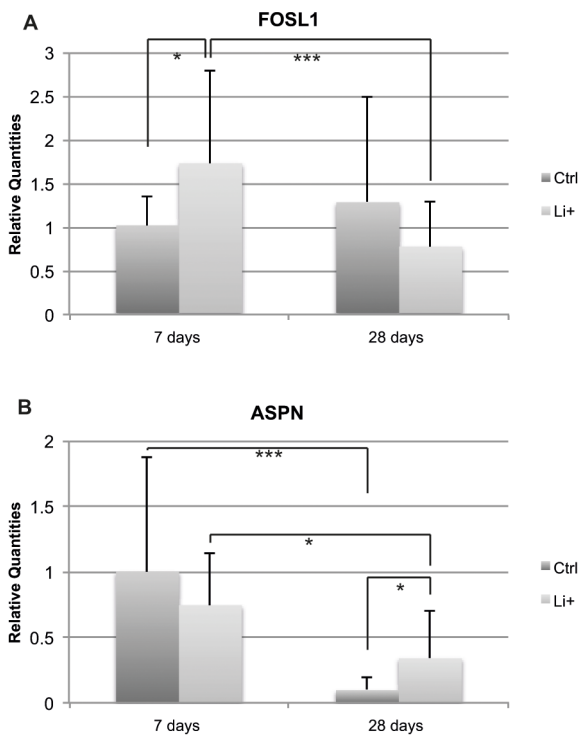 A
FOSL1
Relative Quantities
3
2.5
2
1.5
1
0.5
0
*
***
7 days
28 days
Ctrl
Li+
B
ASPN
Relative Quantities
2
1.5
1
0.5
0
***
*
*
7 days
28 days
Ctrl
Li+